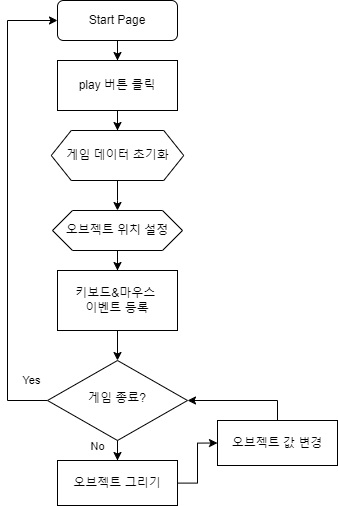 Start Page
play 버튼 클릭
게임 데이터 초기화
오브젝트 위치 설정
키보드&마우스
이벤트 등록
Yes
게임 종료?
No
오브젝트 값 변경
오브젝트 그리기